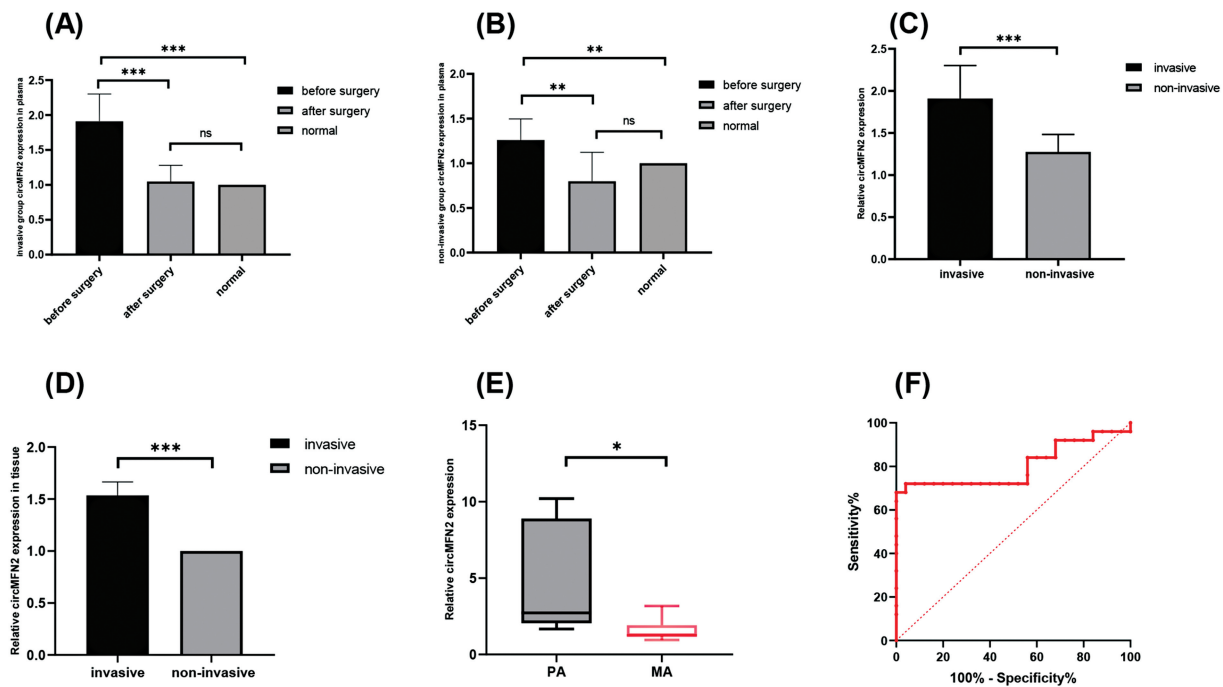 (A)
***
***
ns
invasive group circMFN2 expression in plasma
2.5
2.0
1.5
1.0
0.5
0.0
before surgery
after surgery
normal
before surgery
after surgery
normal
(B)
**
**
ns
non-invasive group circMFN2 expression in plasma
2.0
1.5
1.0
0.5
0.0
before surgery
after surgery
normal
before surgery
after surgery
normal
(C)
***
Relative circMFN2 expression
2.5
2.0
1.5
1.0
0.5
0.0
invasive
non-invasive
invasive
non-invasive
(D)
***
Relative circMFN2 expression in tissue
2.0
1.5
1.0
0.5
0.0
invasive
non-invasive
invasive
non-invasive
(E)
*
Relative circMFN2 expression
15
10
5
0
PA
MA
(F)
Sensitivity%
100
80
60
40
20
0
0
20
40
60
80
100
100% - Specificity%